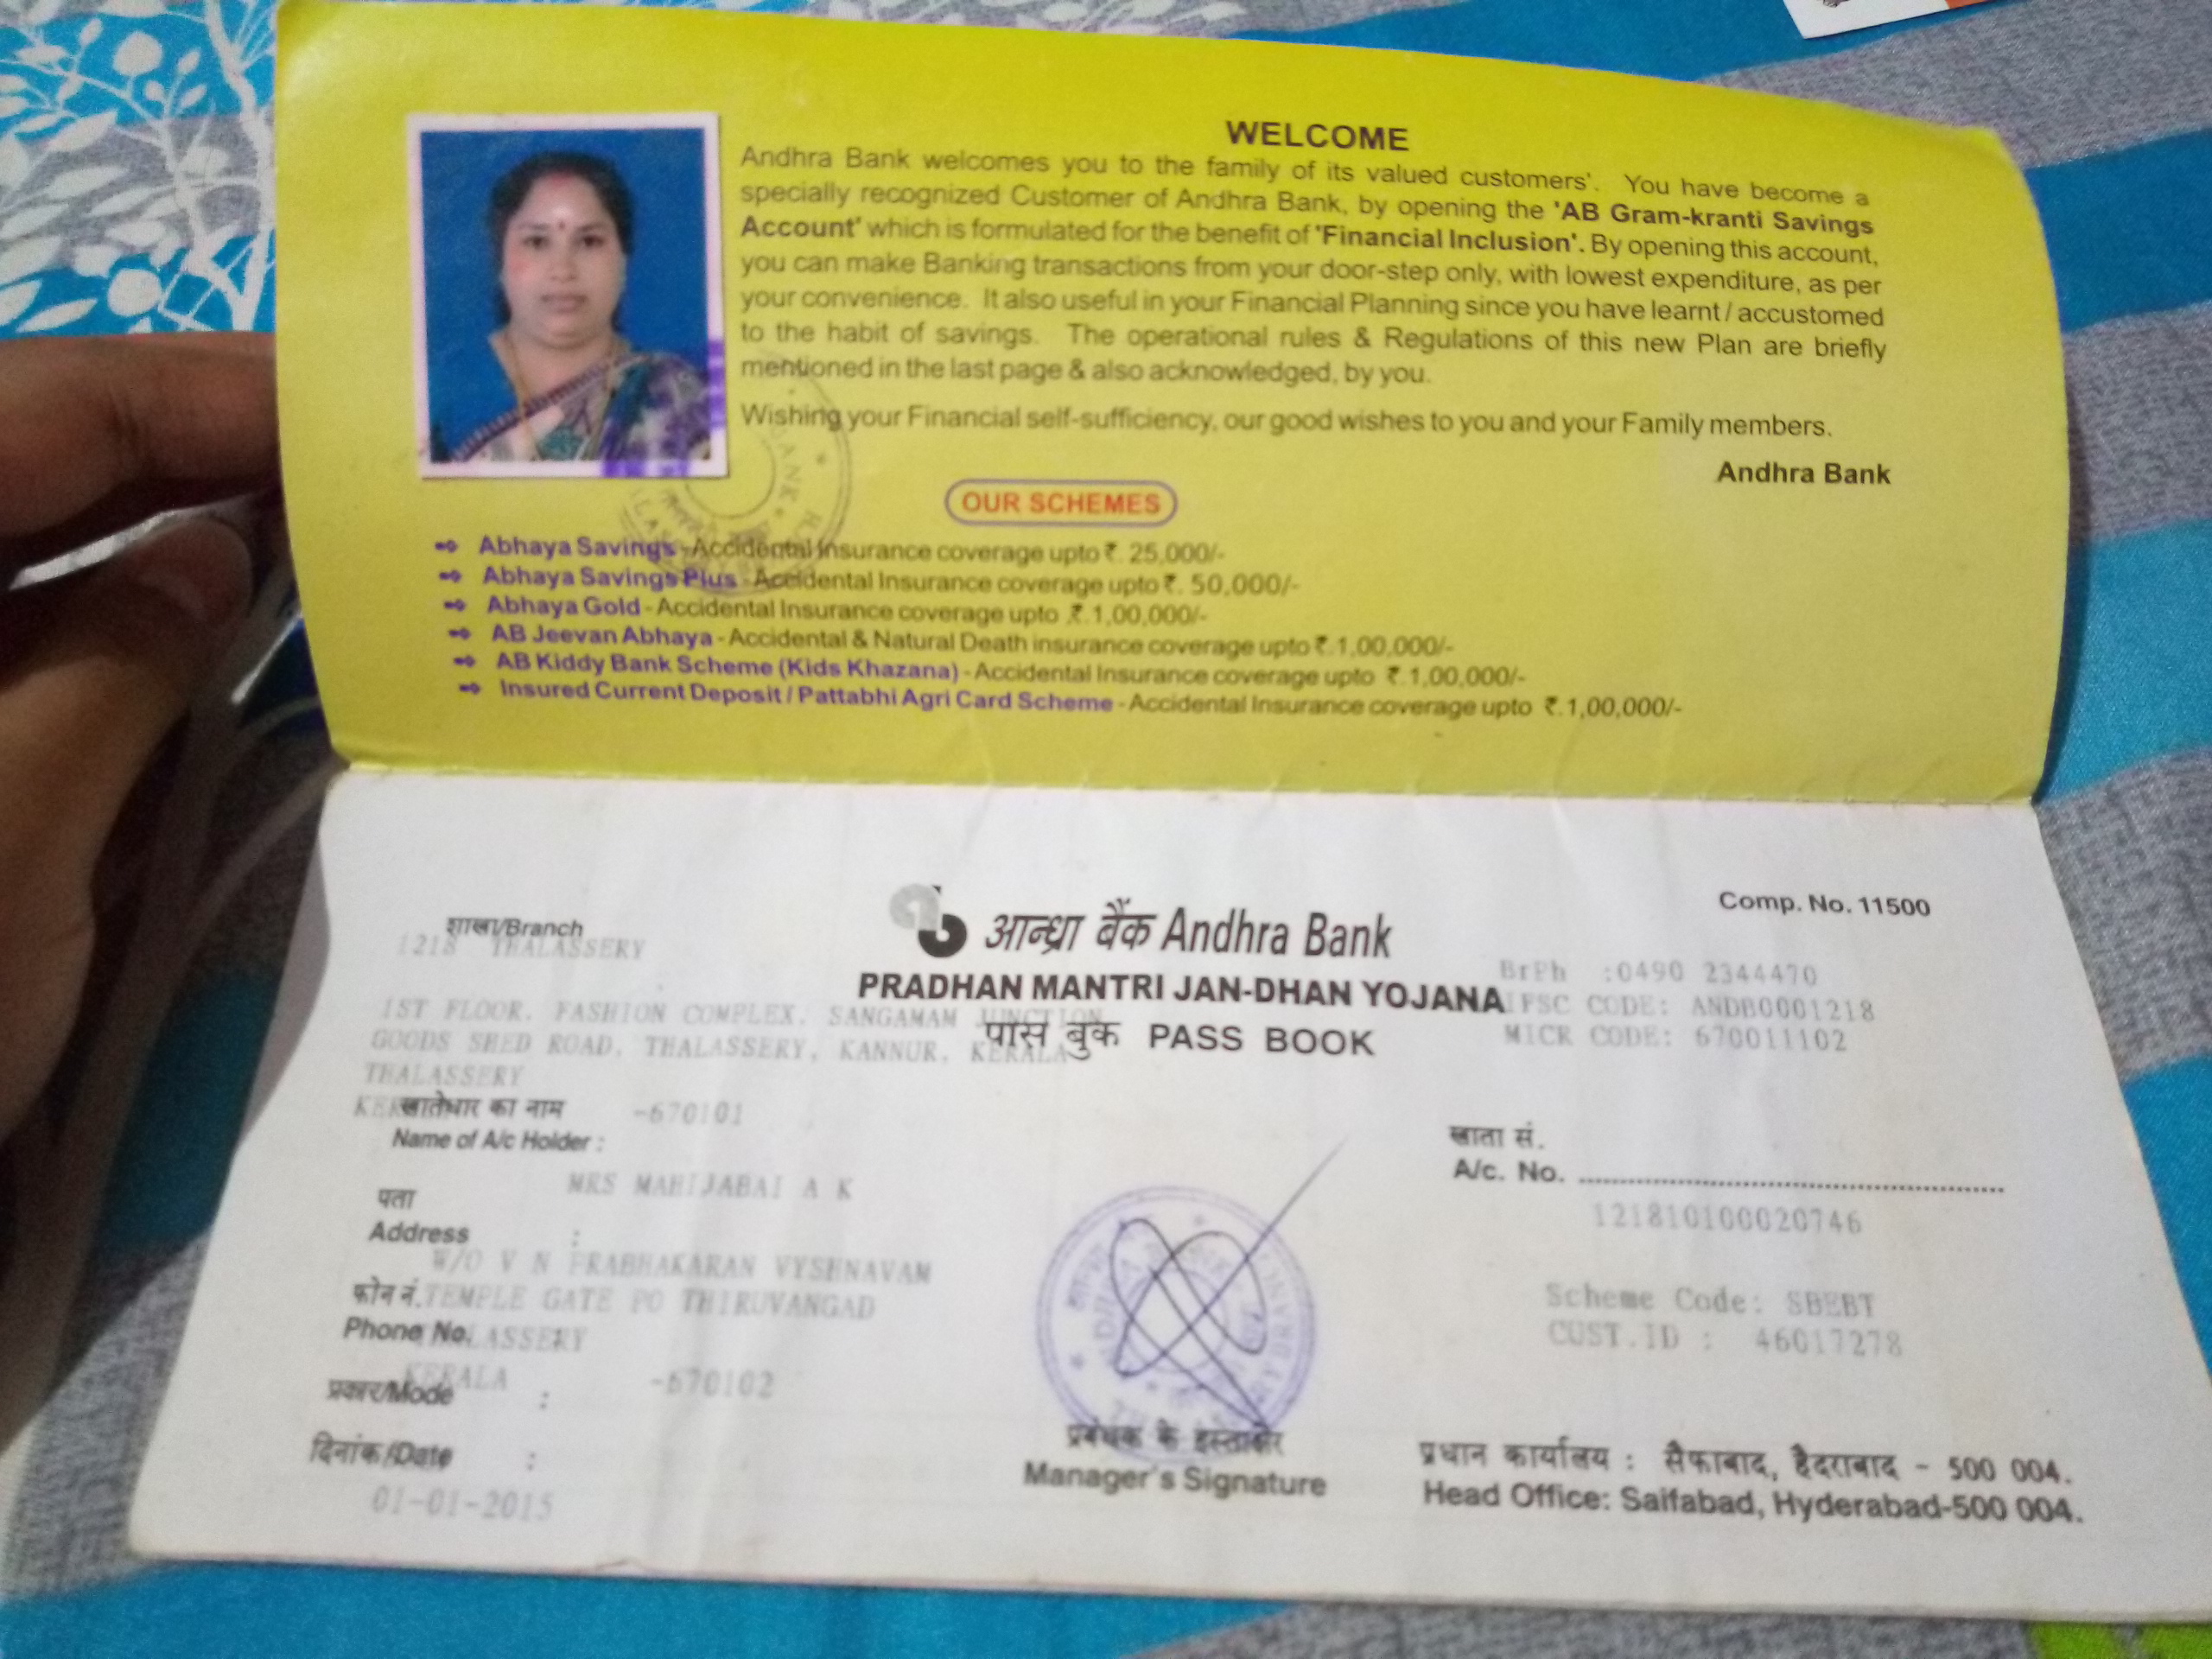 WELCOME
Andhra Bank welcomes you to the family of its valued customers'. You have become a
specially recognized Customer of Andhra Bank, by opening the 'AB Gram-kranti Savings
Account' which is formulated for the benefit of 'Financial Inclusion'. By opening this account,
you can make Banking transactions from your door-step only, with lowest expenditure, as per
your convenience. It also useful in your Financial Planning since you have learnt / accustomed
to the habit of savings. The operational rules & Regulations of this new Plan are briefly
mentioned in the last page & also acknowledged, by you.
Wishing your Financial self-sufficiency, our good wishes to you and your Family members.
Andhra Bank
OUR SCHEMES
Abhaya Savings - Accidental Insurance coverage upto ₹. 25,000/-
Abhaya Savings Plus - Accidental Insurance coverage upto ₹. 50,000/-
Abhaya Gold - Accidental Insurance coverage upto ₹.1,00,000/-
AB Jeevan Abhaya - Accidental & Natural Death insurance coverage upto ₹.1,00,000/-
AB Kiddy Bank Scheme (Kids Khazana) - Accidental Insurance coverage upto ₹.1,00,000/-
Insured Current Deposit / Pattabhi Agri Card Scheme - Accidental Insurance coverage upto ₹.1,00,000/-
Comp. No. 11500
शाखा/Branch
1218 THALASSERY
आन्ध्रा बैंक Andhra Bank
PRADHAN MANTRI JAN-DHAN YOJANA
पास बुक PASS BOOK
BrPh :0490 2344470
IFSC CODE: ANDB0001218
MICR CODE: 670011102
1ST FLOOR, FASHION COMPLEX, SANGAMAM JUNCTION
GOODS SHED ROAD, THALASSERY, KANNUR, KERALA
THALASSERY
-670101
खातेधार का नाम
Name of A/c Holder :
MRS MAHIJABAI A K
खाता सं.
A/c. No.
121810100020746
पता
Address :
W/O V N PRABHAKARAN VYSHNAVAM
फोन नं. TEMPLE GATE PO THIRUVANGAD
Phone No. THALASSERY
KERALA -670102
प्रकार/Mode :
Scheme Code: SBEBT
CUST.ID : 46017278
दिनांक/Date :
01-01-2015
प्रबंधक के हस्ताक्षर
Manager's Signature
प्रधान कार्यालय : सैफाबाद, हैदराबाद - 500 004.
Head Office: Saifabad, Hyderabad-500 004.